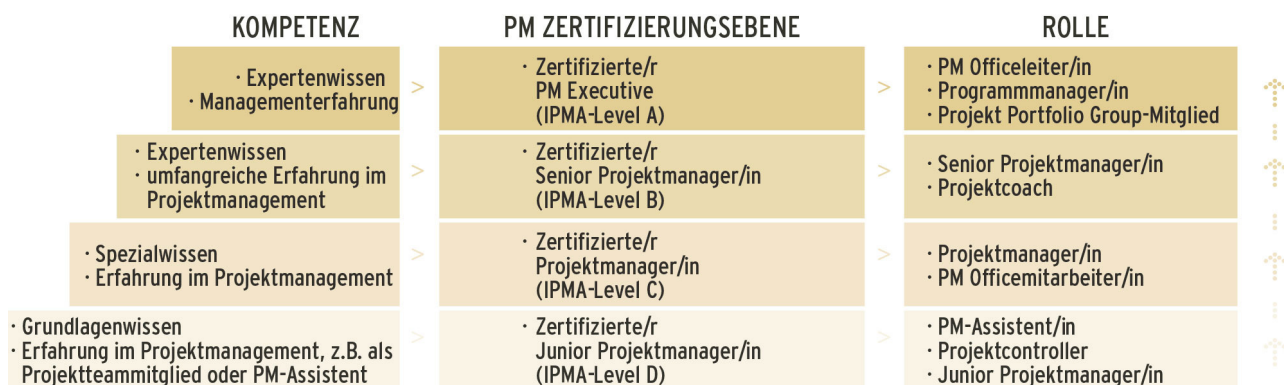 KOMPETENZ
PM ZERTIFIZIERUNGSEBENE
ROLLE
· Expertenwissen
· Managementerfahrung
>
· Zertifizierte/r
PM Executive
(IPMA-Level A)
>
· PM Officeleiter/in
· Programmmanager/in
· Projekt Portfolio Group-Mitglied
· Expertenwissen
· umfangreiche Erfahrung im
Projektmanagement
>
· Zertifizierte/r
Senior Projektmanager/in
(IPMA-Level B)
>
· Senior Projektmanager/in
· Projektcoach
· Spezialwissen
· Erfahrung im Projektmanagement
>
· Zertifizierte/r
Projektmanager/in
(IPMA-Level C)
>
· Projektmanager/in
· PM Officemitarbeiter/in
· Grundlagenwissen
· Erfahrung im Projektmanagement, z.B. als
Projektteammitglied oder PM-Assistent
>
· Zertifizierte/r
Junior Projektmanager/in
(IPMA-Level D)
>
· PM-Assistent/in
· Projektcontroller
· Junior Projektmanager/in